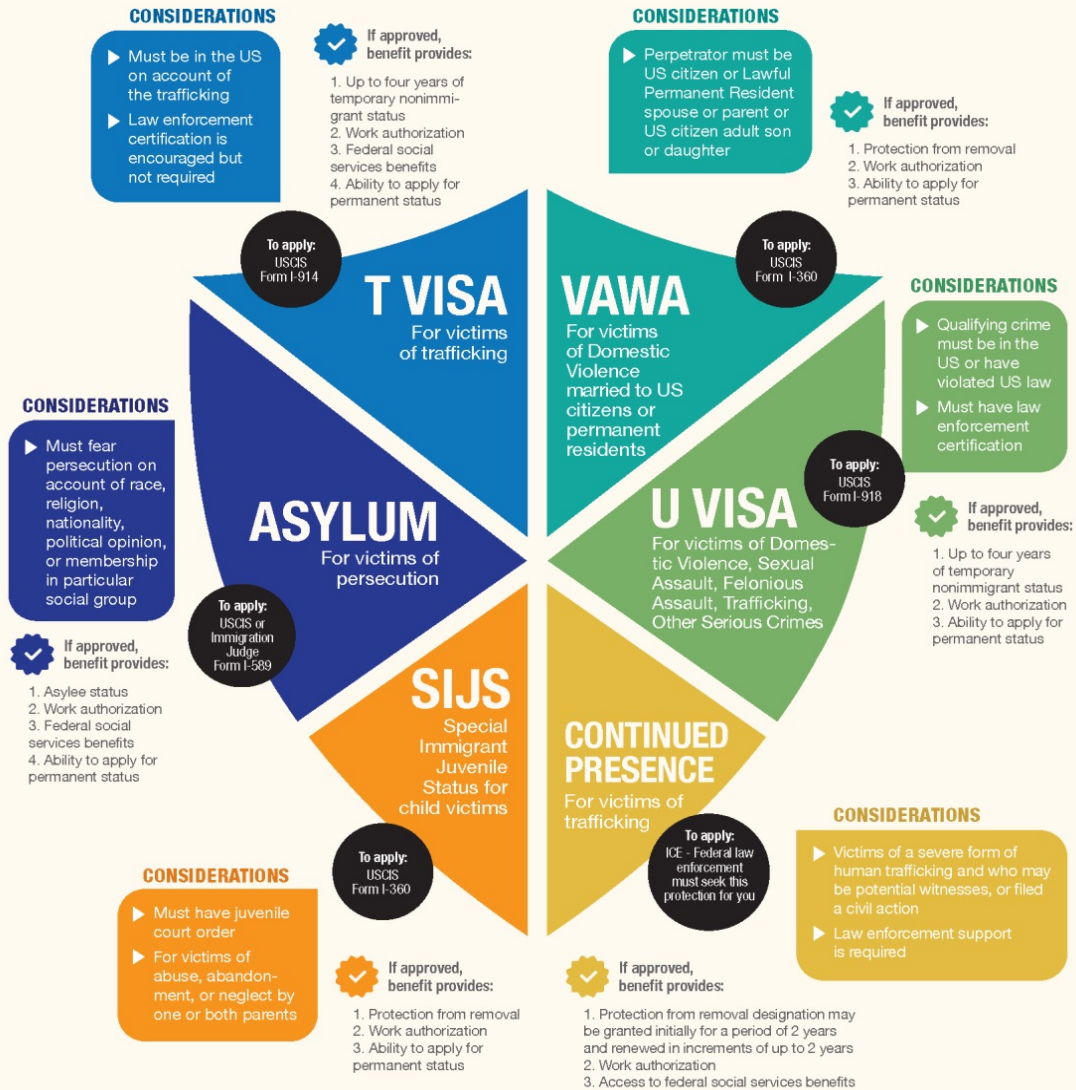 CONSIDERATIONS
Must be in the US
on account of
the trafficking
Law enforcement
certification is
encouraged but
not required
If approved,
benefit provides:
1. Up to four years of
temporary nonimmi-
grant status
2. Work authorization
3. Federal social
services benefits
4. Ability to apply for
permanent status
To apply:
USCIS
Form I-914
T VISA
For victims
of trafficking
CONSIDERATIONS
Perpetrator must be
US citizen or Lawful
Permanent Resident
spouse or parent or
US citizen adult son
or daughter
If approved,
benefit provides:
1. Protection from removal
2. Work authorization
3. Ability to apply for
permanent status
To apply:
USCIS
Form I-360
VAWA
For victims
of Domestic
Violence
married to US
citizens or
permanent
residents
CONSIDERATIONS
Qualifying crime
must be in the
US or have
violated US law
Must have law
enforcement
certification
To apply:
USCIS
Form I-918
If approved,
benefit provides:
1. Up to four years
of temporary
nonimmigrant status
2. Work authorization
3. Ability to apply for
permanent status
U VISA
For victims of Domes-
tic Violence, Sexual
Assault, Felonious
Assault, Trafficking,
Other Serious Crimes
CONSIDERATIONS
Must fear
persecution on
account of race,
religion,
nationality,
political opinion,
or membership
in particular
social group
If approved,
benefit provides:
1. Asylee status
2. Work authorization
3. Federal social
services benefits
4. Ability to apply for
permanent status
To apply:
USCIS or
Immigration
Judge
Form I-589
ASYLUM
For victims of
persecution
SIJS
Special
Immigrant
Juvenile
Status for
child victims
To apply:
USCIS
Form I-360
CONSIDERATIONS
Must have juvenile
court order
For victims of
abuse, abandon-
ment, or neglect by
one or both parents
If approved,
benefit provides:
1. Protection from removal
2. Work authorization
3. Ability to apply for
permanent status
CONTINUED
PRESENCE
For victims of
trafficking
To apply:
ICE - Federal law
enforcement
must seek this
protection for you
CONSIDERATIONS
Victims of a severe form of
human trafficking and who may
be potential witnesses, or filed
a civil action
Law enforcement support
is required
If approved,
benefit provides:
1. Protection from removal designation may
be granted initially for a period of 2 years
and renewed in increments of up to 2 years
2. Work authorization
3. Access to federal social services benefits